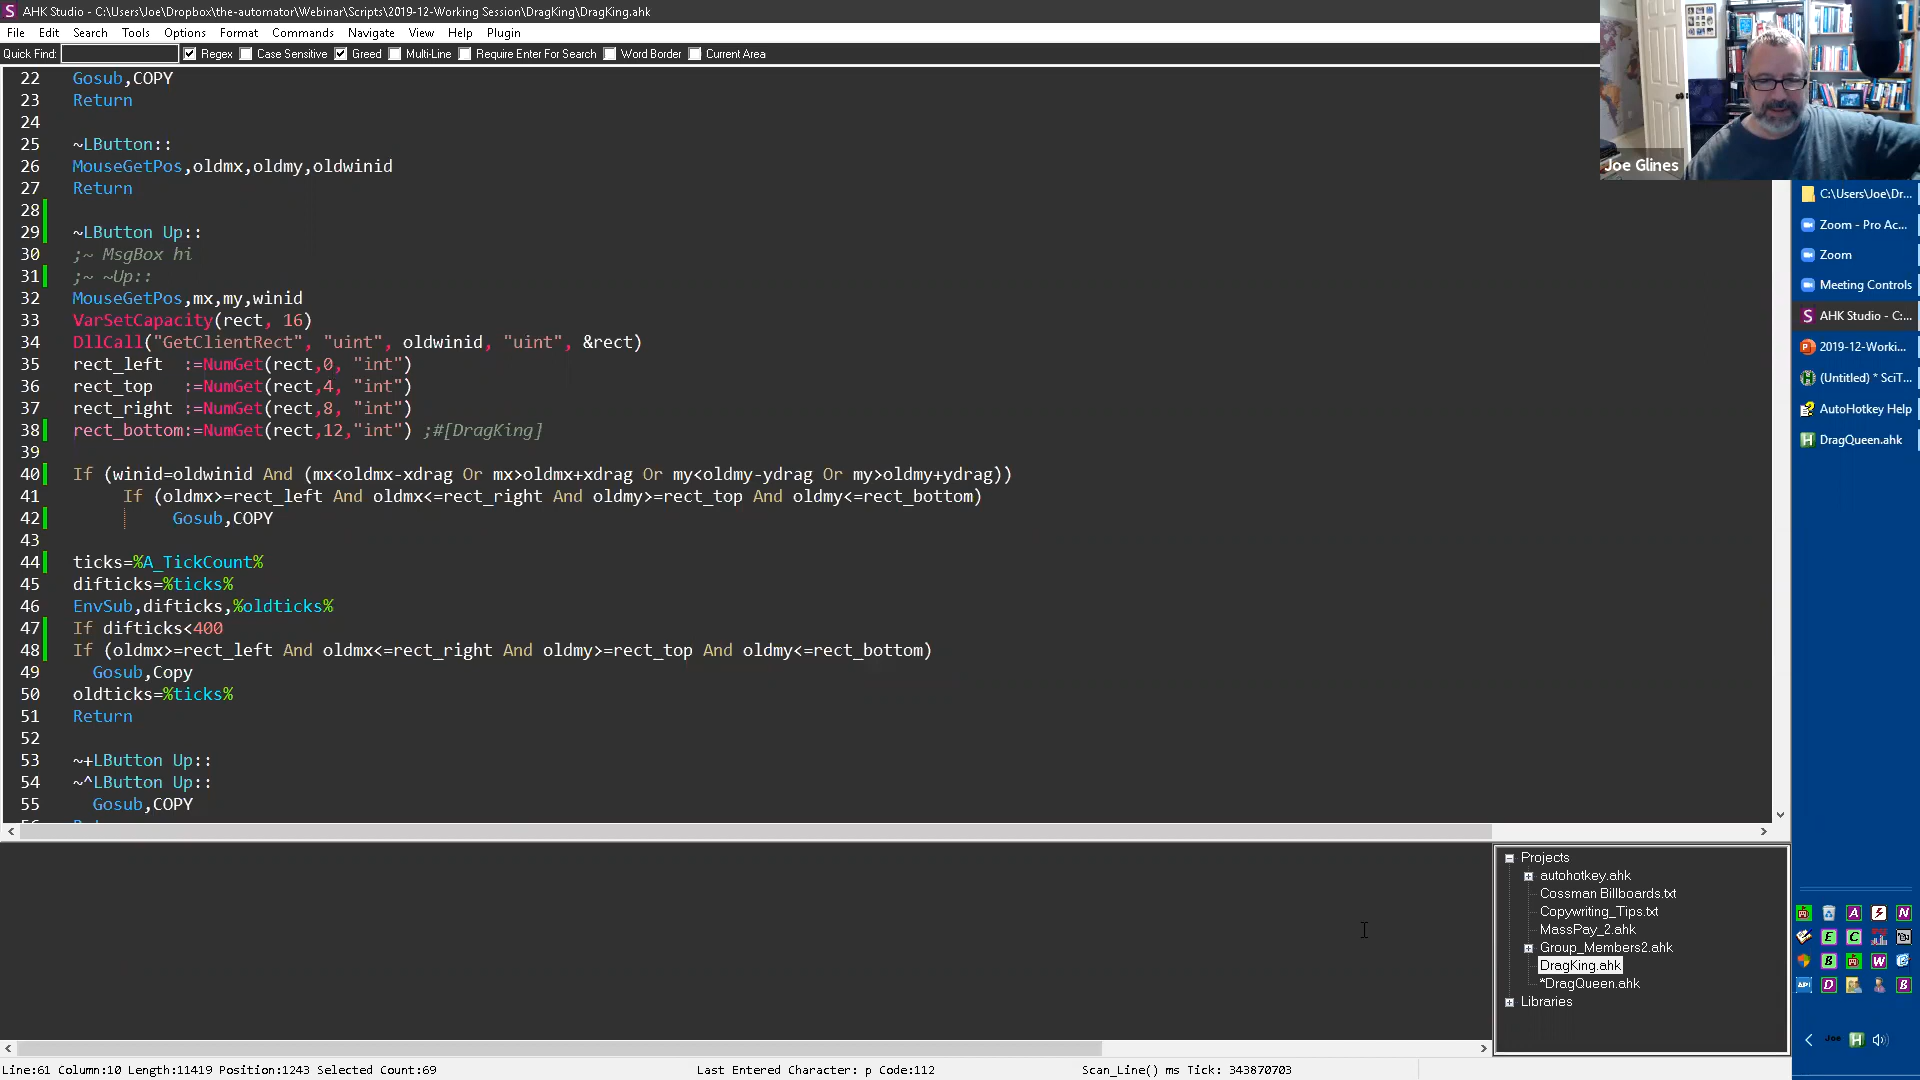 AHK Studio - C:\Users\Joe\Dropbox\the-automator\Webinar\Scripts\2019-12-Working Session\DragKing\DragKing.ahk
File Edit Search Tools Options Format Commands Navigate View Help Plugin
Quick Find: Regex Case Sensitive Greed Multi-Line Require Enter For Search Word Border Current Area
Joe Glines
22 Gosub,COPY
23 Return
24
25 ~LButton::
26 MouseGetPos,oldmx,oldmy,oldwinid
27 Return
28
29 ~LButton Up::
30 ;~ MsgBox hi
31 ;~ ~Up::
32 MouseGetPos,mx,my,winid
33 VarSetCapacity(rect, 16)
34 DllCall("GetClientRect", "uint", oldwinid, "uint", &rect)
35 rect_left :=NumGet(rect,0, "int")
36 rect_top :=NumGet(rect,4, "int")
37 rect_right :=NumGet(rect,8, "int")
38 rect_bottom:=NumGet(rect,12,"int") ;#[DragKing]
39
40 If (winid=oldwinid And (mx<oldmx-xdrag Or mx>oldmx+xdrag Or my<oldmy-ydrag Or my>oldmy+ydrag))
41 If (oldmx>=rect_left And oldmx<=rect_right And oldmy>=rect_top And oldmy<=rect_bottom)
42 Gosub,COPY
43
44 ticks=%A_TickCount%
45 difticks=%ticks%
46 EnvSub,difticks,%oldticks%
47 If difticks<400
48 If (oldmx>=rect_left And oldmx<=rect_right And oldmy>=rect_top And oldmy<=rect_bottom)
49 Gosub,Copy
50 oldticks=%ticks%
51 Return
52
53 ~+LButton Up::
54 ~^LButton Up::
55 Gosub,COPY
C:\Users\Joe\Dr...
Zoom - Pro Ac...
Zoom
Meeting Controls
AHK Studio - C:...
2019-12-Worki...
(Untitled) * SciT...
AutoHotkey Help
DragQueen.ahk
Projects
autohotkey.ahk
Cossman Billboards.txt
Copywriting_Tips.txt
MassPay_2.ahk
Group_Members2.ahk
DragKing.ahk
*DragQueen.ahk
Libraries
Joe
Line:61 Column:10 Length:11419 Position:1243 Selected Count:69 Last Entered Character: p Code:112 Scan_Line() ms Tick: 343870703